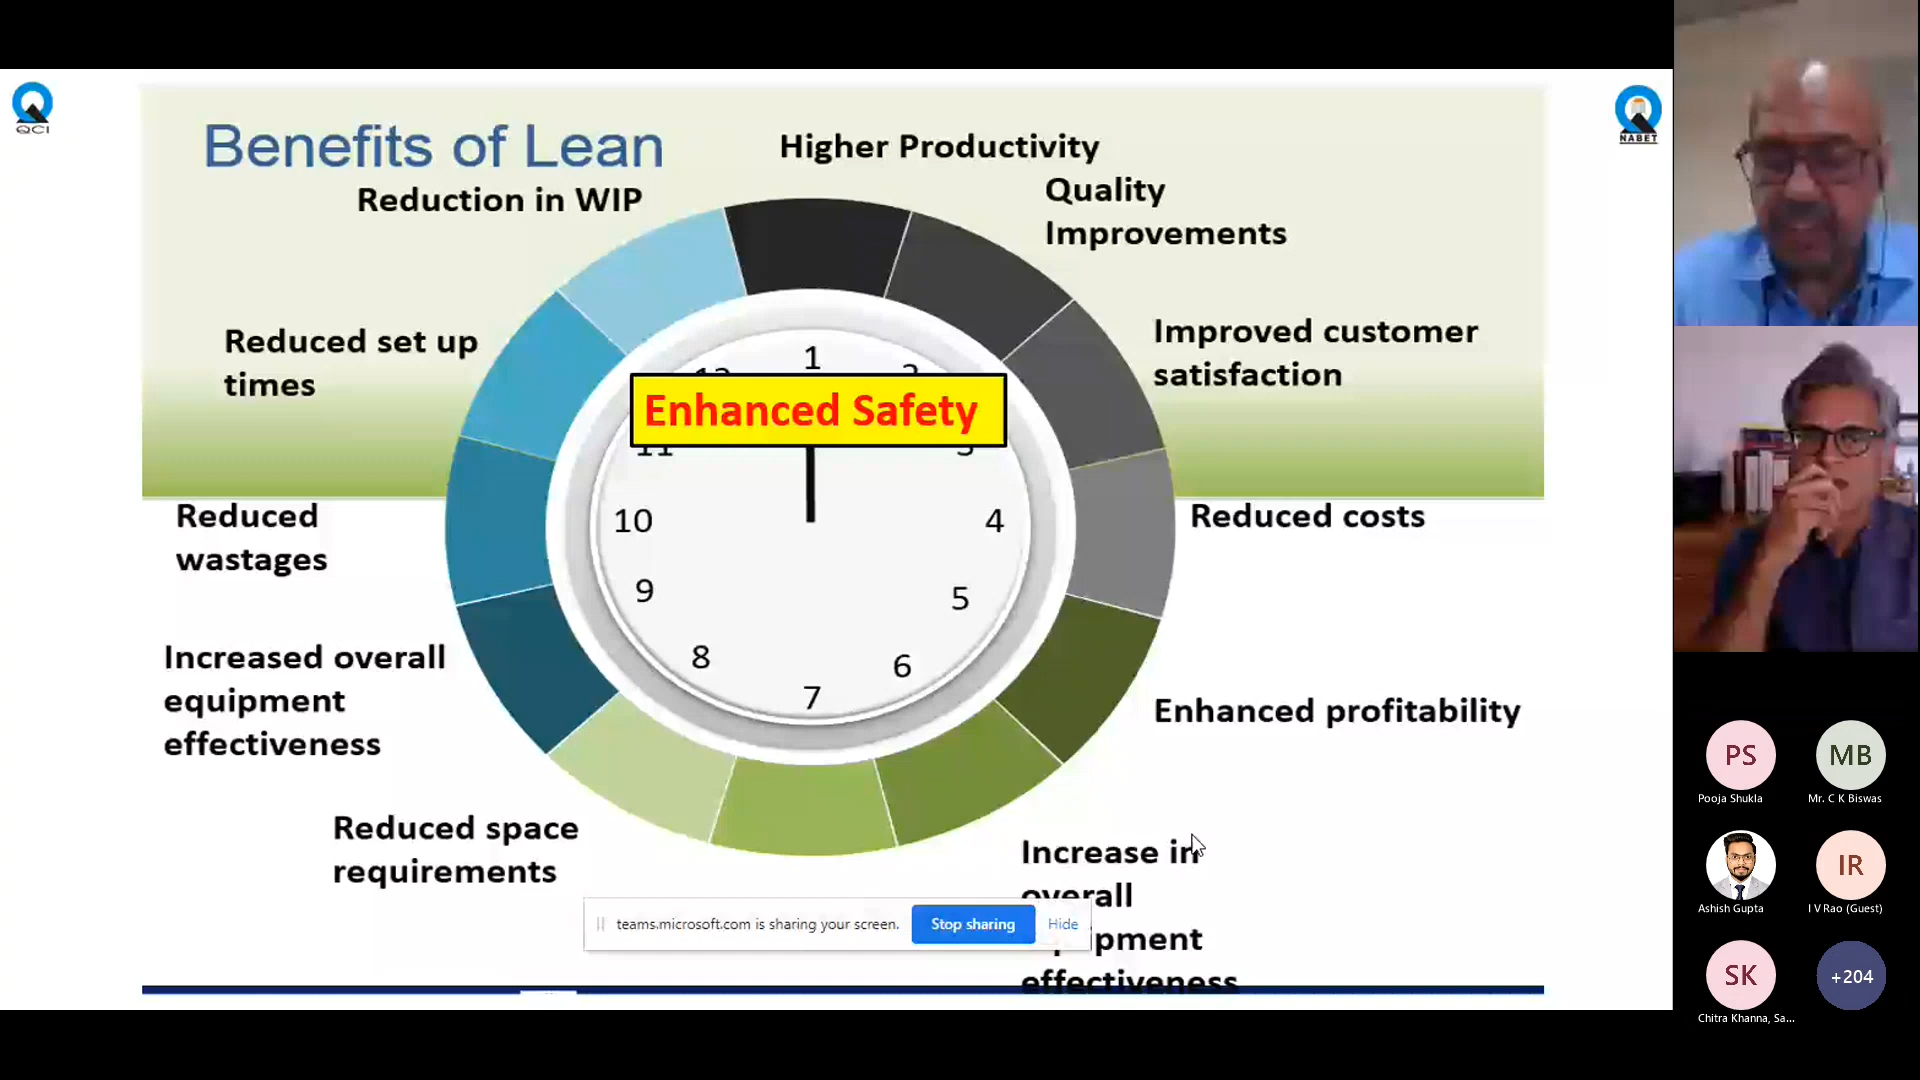 QCI
NABET
Benefits of Lean
Higher Productivity
Quality
Improvements
Reduction in WIP
Improved customer
satisfaction
Reduced set up
times
1
Enhanced Safety
11
10
4
9
5
8
6
7
Reduced costs
Reduced
wastages
Increased overall
equipment
effectiveness
Enhanced profitability
Reduced space
requirements
Increase in
overall
effectiveness
teams.microsoft.com is sharing your screen.
Stop sharing
Hide
PS
Pooja Shukla
MB
Mr. C K Biswas
Ashish Gupta
IR
I V Rao (Guest)
SK
Chitra Khanna, Sa...
+204